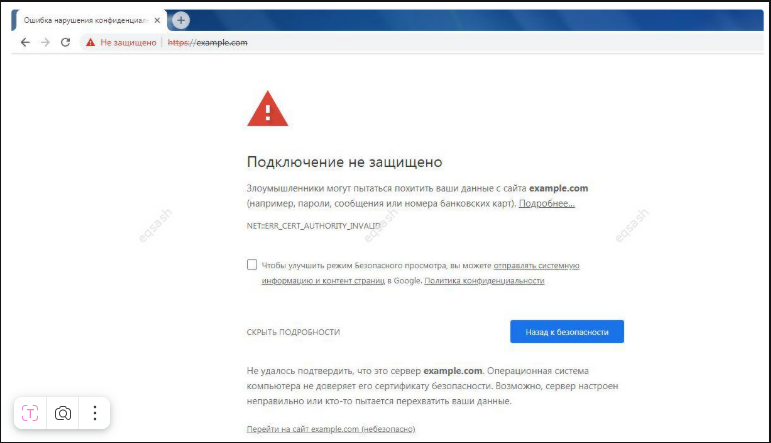 Ошибка нарушения конфиденциаль
Не защищено | https://example.com
Подключение не защищено
Злоумышленники могут пытаться похитить ваши данные с сайта example.com
(например, пароли, сообщения или номера банковских карт). Подробнее...
NET::ERR_CERT_AUTHORITY_INVALID
eqsash
eqsash
eqsash
Чтобы улучшить режим Безопасного просмотра, вы можете отправлять системную
информацию и контент страниц в Google. Политика конфиденциальности
СКРЫТЬ ПОДРОБНОСТИ
Назад к безопасности
Не удалось подтвердить, что это сервер example.com. Операционная система
компьютера не доверяет его сертификату безопасности. Возможно, сервер настроен
неправильно или кто-то пытается перехватить ваши данные.
Перейти на сайт example.com (небезопасно)